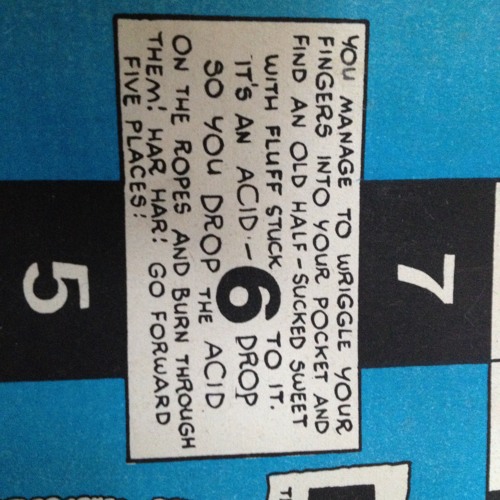 YOU MANAGE TO WRIGGLE YOUR
FINGERS INTO YOUR POCKET AND
FIND AN OLD HALF-SUCKED SWEET
WITH FLUFF STUCK TO IT.
IT'S AN ACID-DROP
SO YOU DROP THE ACID
ON THE ROPES AND BURN THROUGH
THEM! HAR HAR! GO FORWARD
FIVE PLACES!
7
6
5